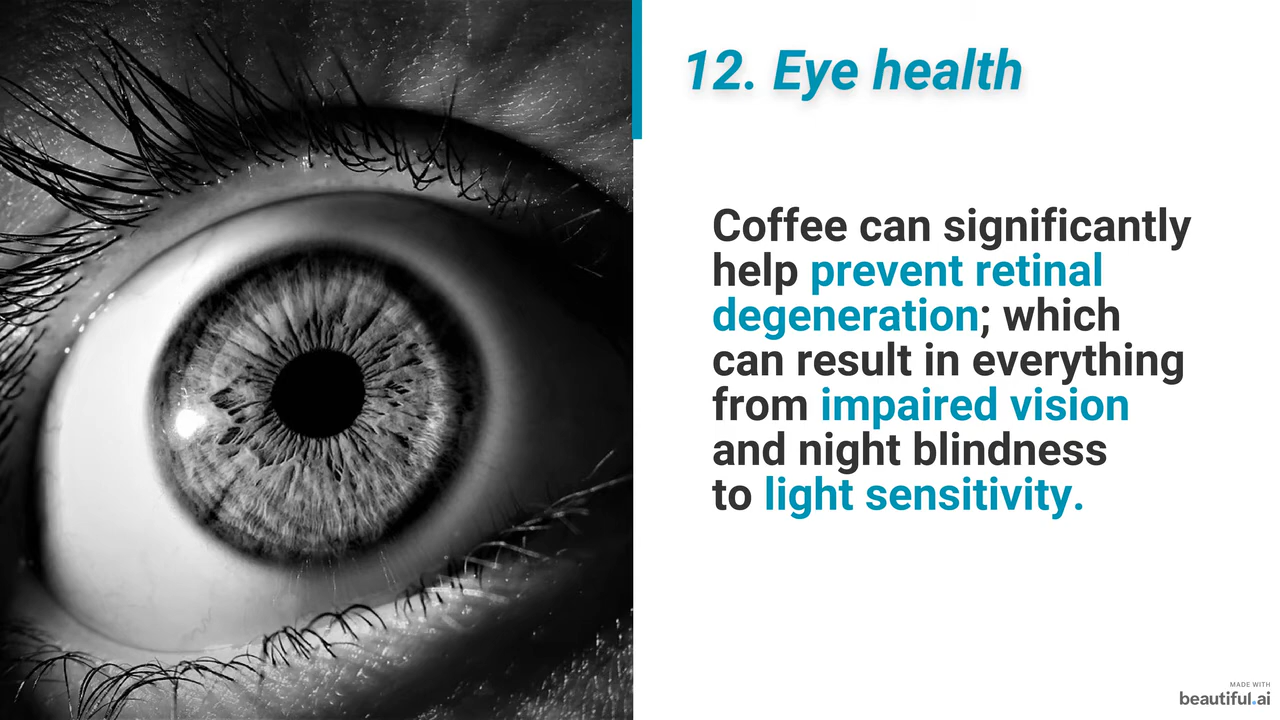 12. Eye health
Coffee can significantly
help prevent retinal
degeneration; which
can result in everything
from impaired vision
and night blindness
to light sensitivity.
MADE WITH
beautiful.ai